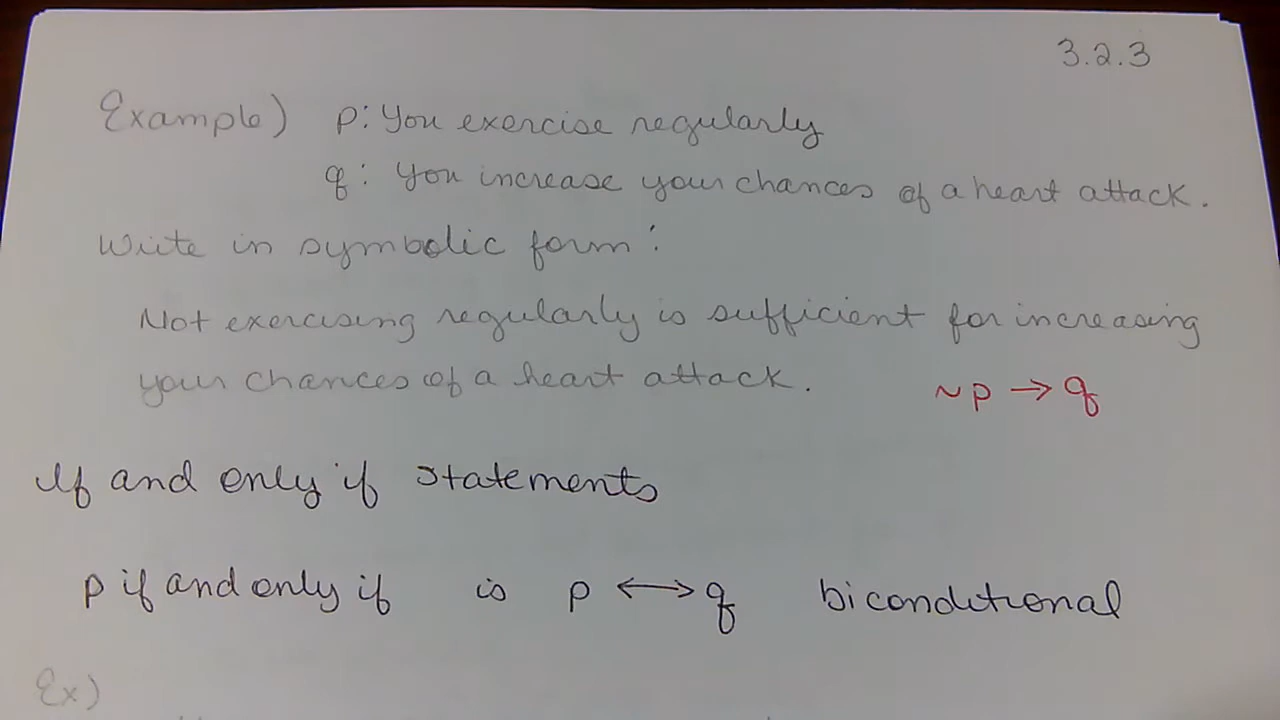 3.2.3
Example) p: You exercise regularly
q: You increase your chances of a heart attack.
Write in symbolic form:
Not exercising regularly is sufficient for increasing
your chances of a heart attack. ~p → q
If and only if statements
p if and only if is p ↔ q biconditional
Ex)